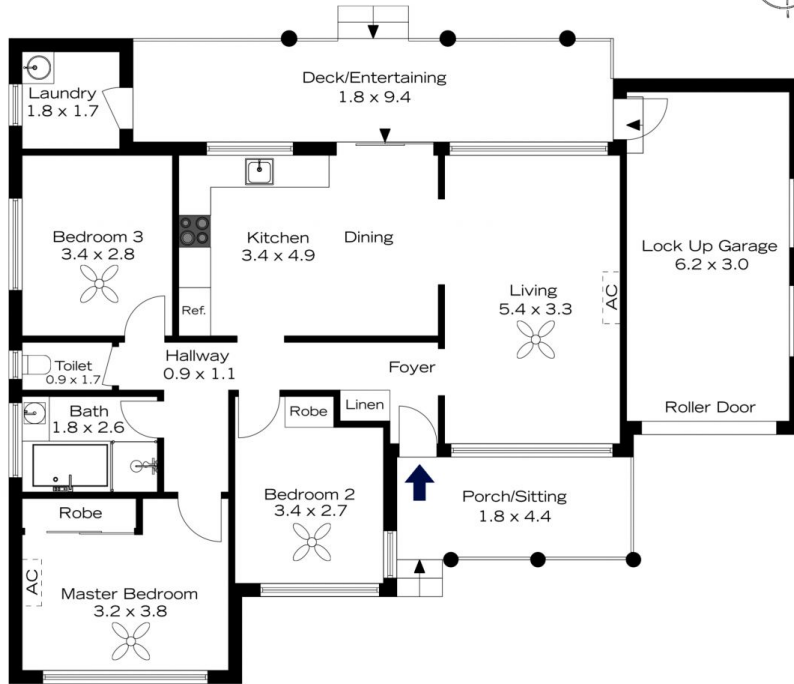 Deck/Entertaining
1.8 x 9.4
Laundry
1.8 x 1.7
Bedroom 3
3.4 x 2.8
Kitchen
3.4 x 4.9
Dining
Ref.
Living
5.4 x 3.3
AC
Lock Up Garage
6.2 x 3.0
Roller Door
Toilet
0.9 x 1.7
Hallway
0.9 x 1.1
Foyer
Linen
Robe
Bath
1.8 x 2.6
Bedroom 2
3.4 x 2.7
Porch/Sitting
1.8 x 4.4
Robe
AC
Master Bedroom
3.2 x 3.8